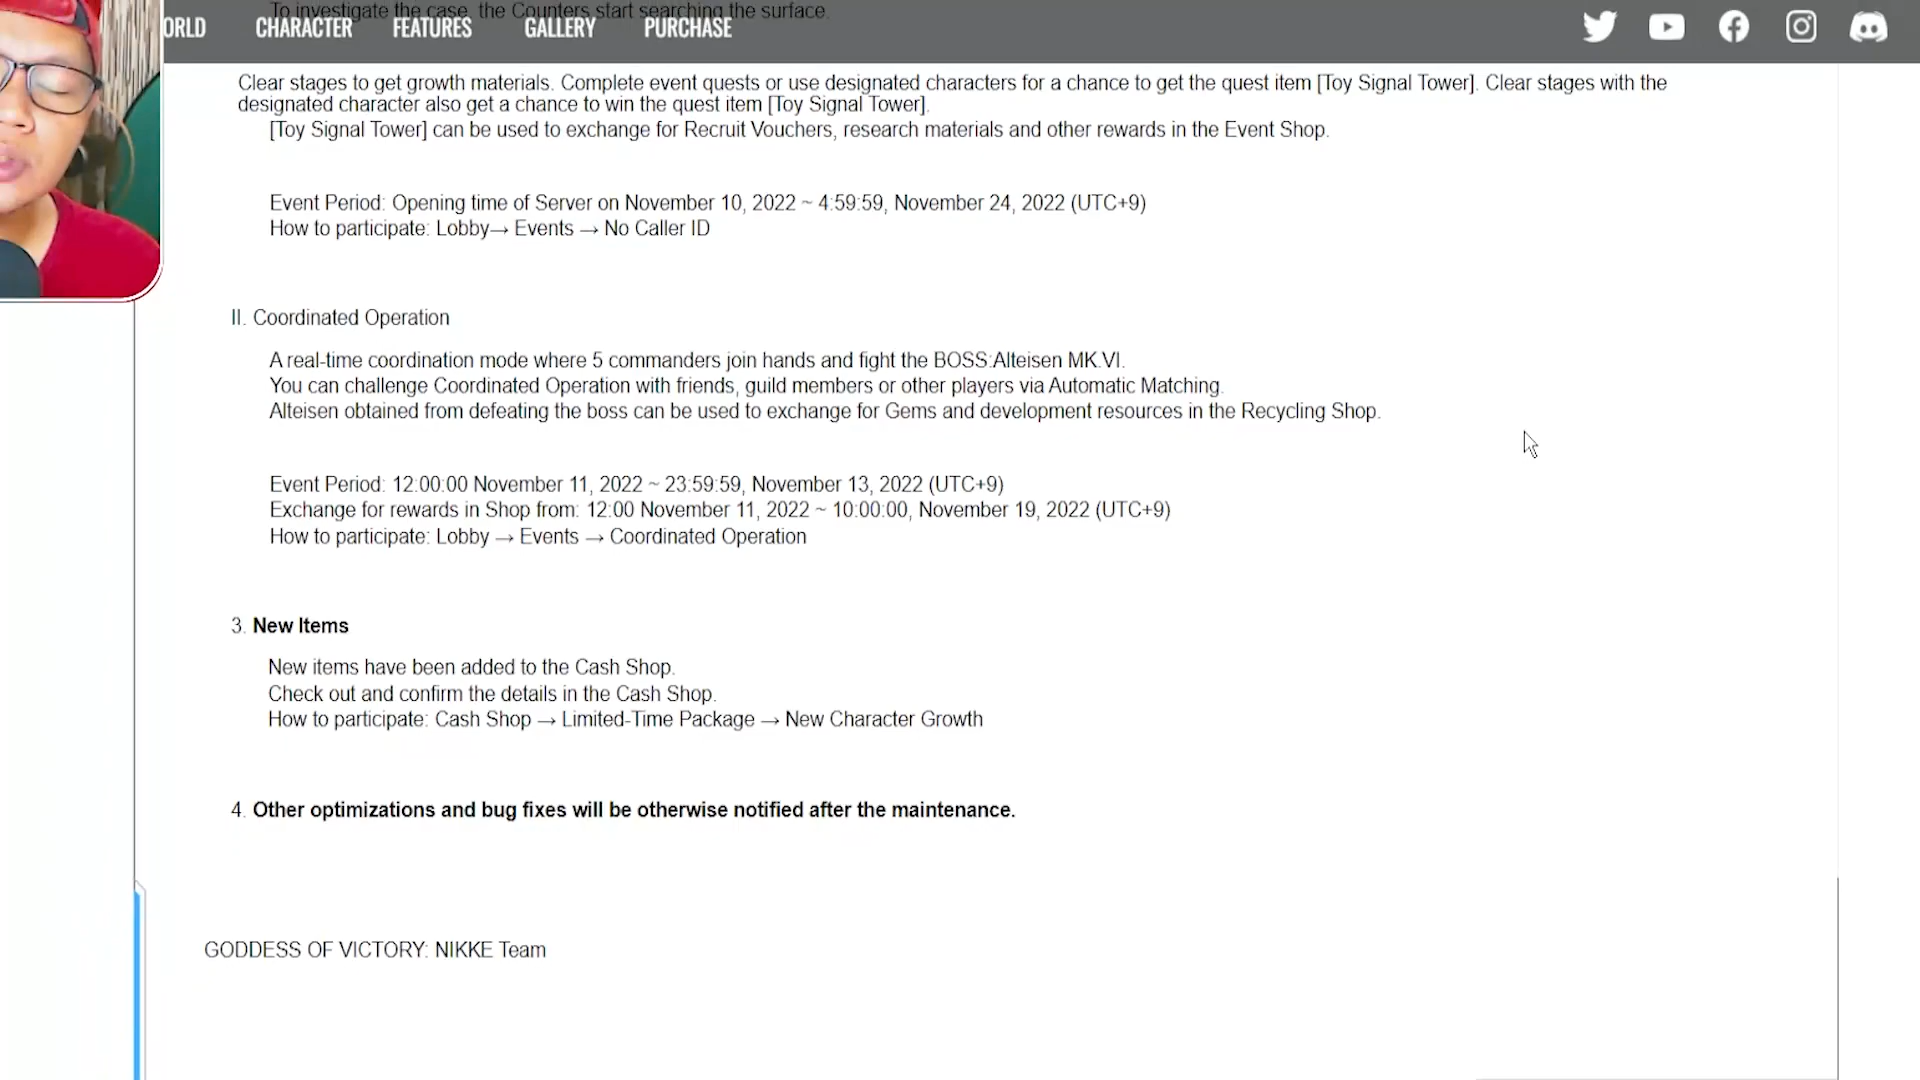 To investigate the case, the Counters start searching the surface.
ORLD CHARACTER FEATURES GALLERY PURCHASE
Clear stages to get growth materials. Complete event quests or use designated characters for a chance to get the quest item [Toy Signal Tower]. Clear stages with the
designated character also get a chance to win the quest item [Toy Signal Tower].
[Toy Signal Tower] can be used to exchange for Recruit Vouchers, research materials and other rewards in the Event Shop.
Event Period: Opening time of Server on November 10, 2022 ~ 4:59:59, November 24, 2022 (UTC+9)
How to participate: Lobby→ Events → No Caller ID
II. Coordinated Operation
A real-time coordination mode where 5 commanders join hands and fight the BOSS:Alteisen MK.VI.
You can challenge Coordinated Operation with friends, guild members or other players via Automatic Matching.
Alteisen obtained from defeating the boss can be used to exchange for Gems and development resources in the Recycling Shop.
Event Period: 12:00:00 November 11, 2022 ~ 23:59:59, November 13, 2022 (UTC+9)
Exchange for rewards in Shop from: 12:00 November 11, 2022 ~ 10:00:00, November 19, 2022 (UTC+9)
How to participate: Lobby → Events → Coordinated Operation
3. New Items
New items have been added to the Cash Shop.
Check out and confirm the details in the Cash Shop.
How to participate: Cash Shop → Limited-Time Package → New Character Growth
4. Other optimizations and bug fixes will be otherwise notified after the maintenance.
GODDESS OF VICTORY: NIKKE Team